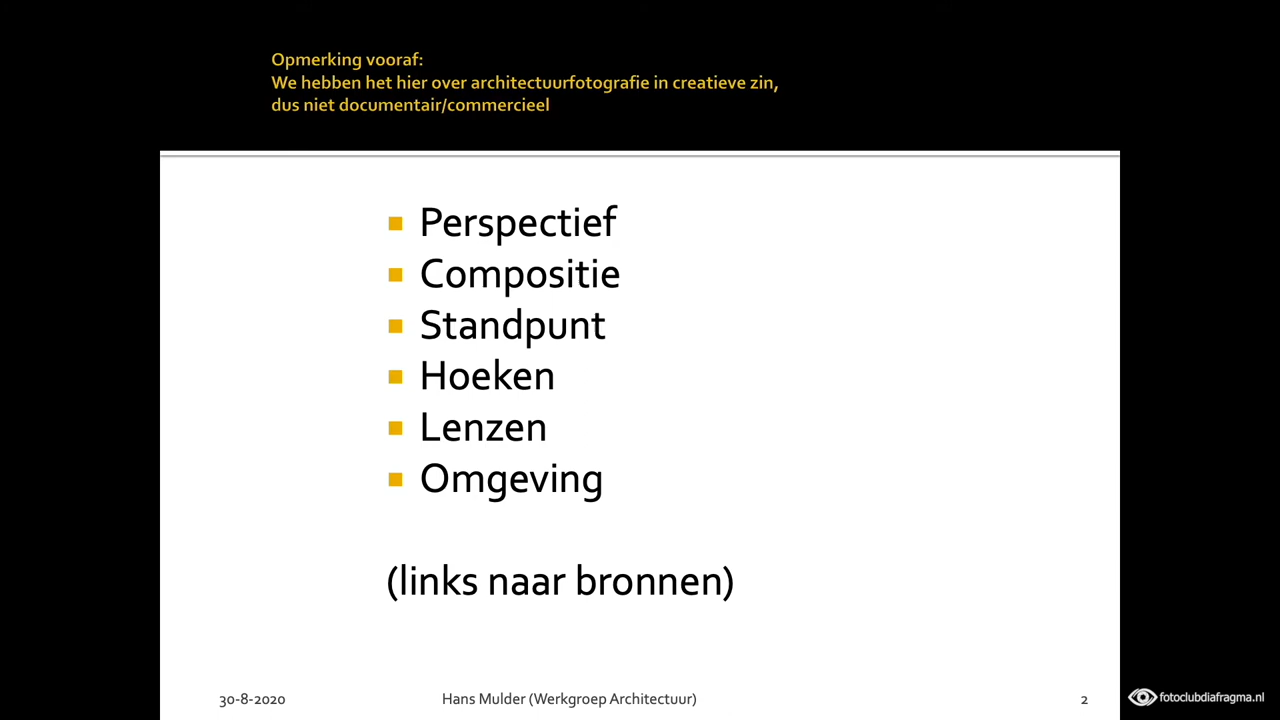 Opmerking vooraf:
We hebben het hier over architectuurfotografie in creatieve zin,
dus niet documentair/commercieel
Perspectief
Compositie
Standpunt
Hoeken
Lenzen
Omgeving
(links naar bronnen)
30-8-2020
Hans Mulder (Werkgroep Architectuur)
2
fotoclubdiafragma.nl